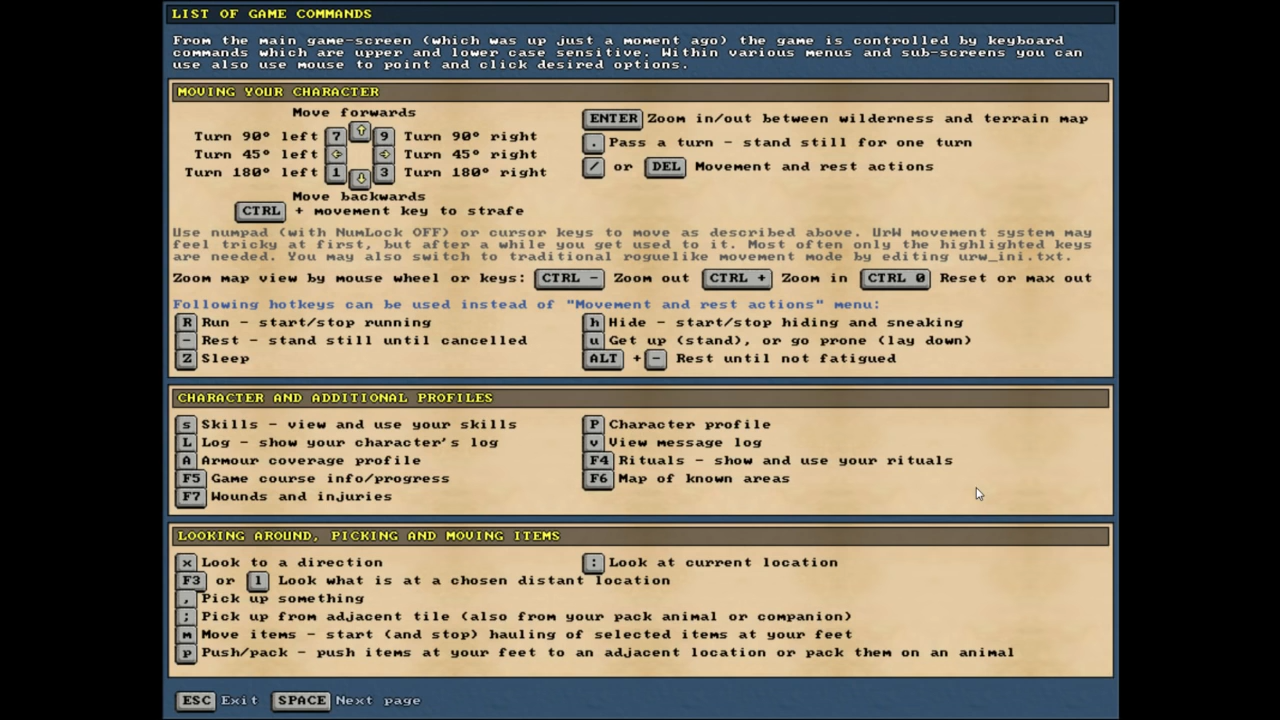 LIST OF GAME COMMANDS
From the main game-screen (which was up just a moment ago) the game is controlled by keyboard
commands which are upper and lower case sensitive. Within various menus and sub-screens you can
use also use mouse to point and click desired options.
MOVING YOUR CHARACTER
Move forwards
Turn 90° left 7 ↑ 9 Turn 90° right
Turn 45° left ← → Turn 45° right
Turn 180° left 1 ↓ 3 Turn 180° right
Move backwards
CTRL + movement key to strafe
ENTER Zoom in/out between wilderness and terrain map
. Pass a turn - stand still for one turn
/ or DEL Movement and rest actions
Use numpad (with NumLock OFF) or cursor keys to move as described above. UrW movement system may
feel tricky at first, but after a while you get used to it. Most often only the highlighted keys
are needed. You may also switch to traditional roguelike movement mode by editing urw_ini.txt.
Zoom map view by mouse wheel or keys: CTRL - Zoom out CTRL + Zoom in CTRL 0 Reset or max out
Following hotkeys can be used instead of "Movement and rest actions" menu:
R Run - start/stop running
- Rest - stand still until cancelled
Z Sleep
h Hide - start/stop hiding and sneaking
u Get up (stand), or go prone (lay down)
ALT + - Rest until not fatigued
CHARACTER AND ADDITIONAL PROFILES
s Skills - view and use your skills
L Log - show your character's log
A Armour coverage profile
F5 Game course info/progress
F7 Wounds and injuries
P Character profile
v View message log
F4 Rituals - show and use your rituals
F6 Map of known areas
LOOKING AROUND, PICKING AND MOVING ITEMS
x Look to a direction
: Look at current location
F3 or l Look what is at a chosen distant location
, Pick up something
; Pick up from adjacent tile (also from your pack animal or companion)
m Move items - start (and stop) hauling of selected items at your feet
p Push/pack - push items at your feet to an adjacent location or pack them on an animal
ESC Exit SPACE Next page